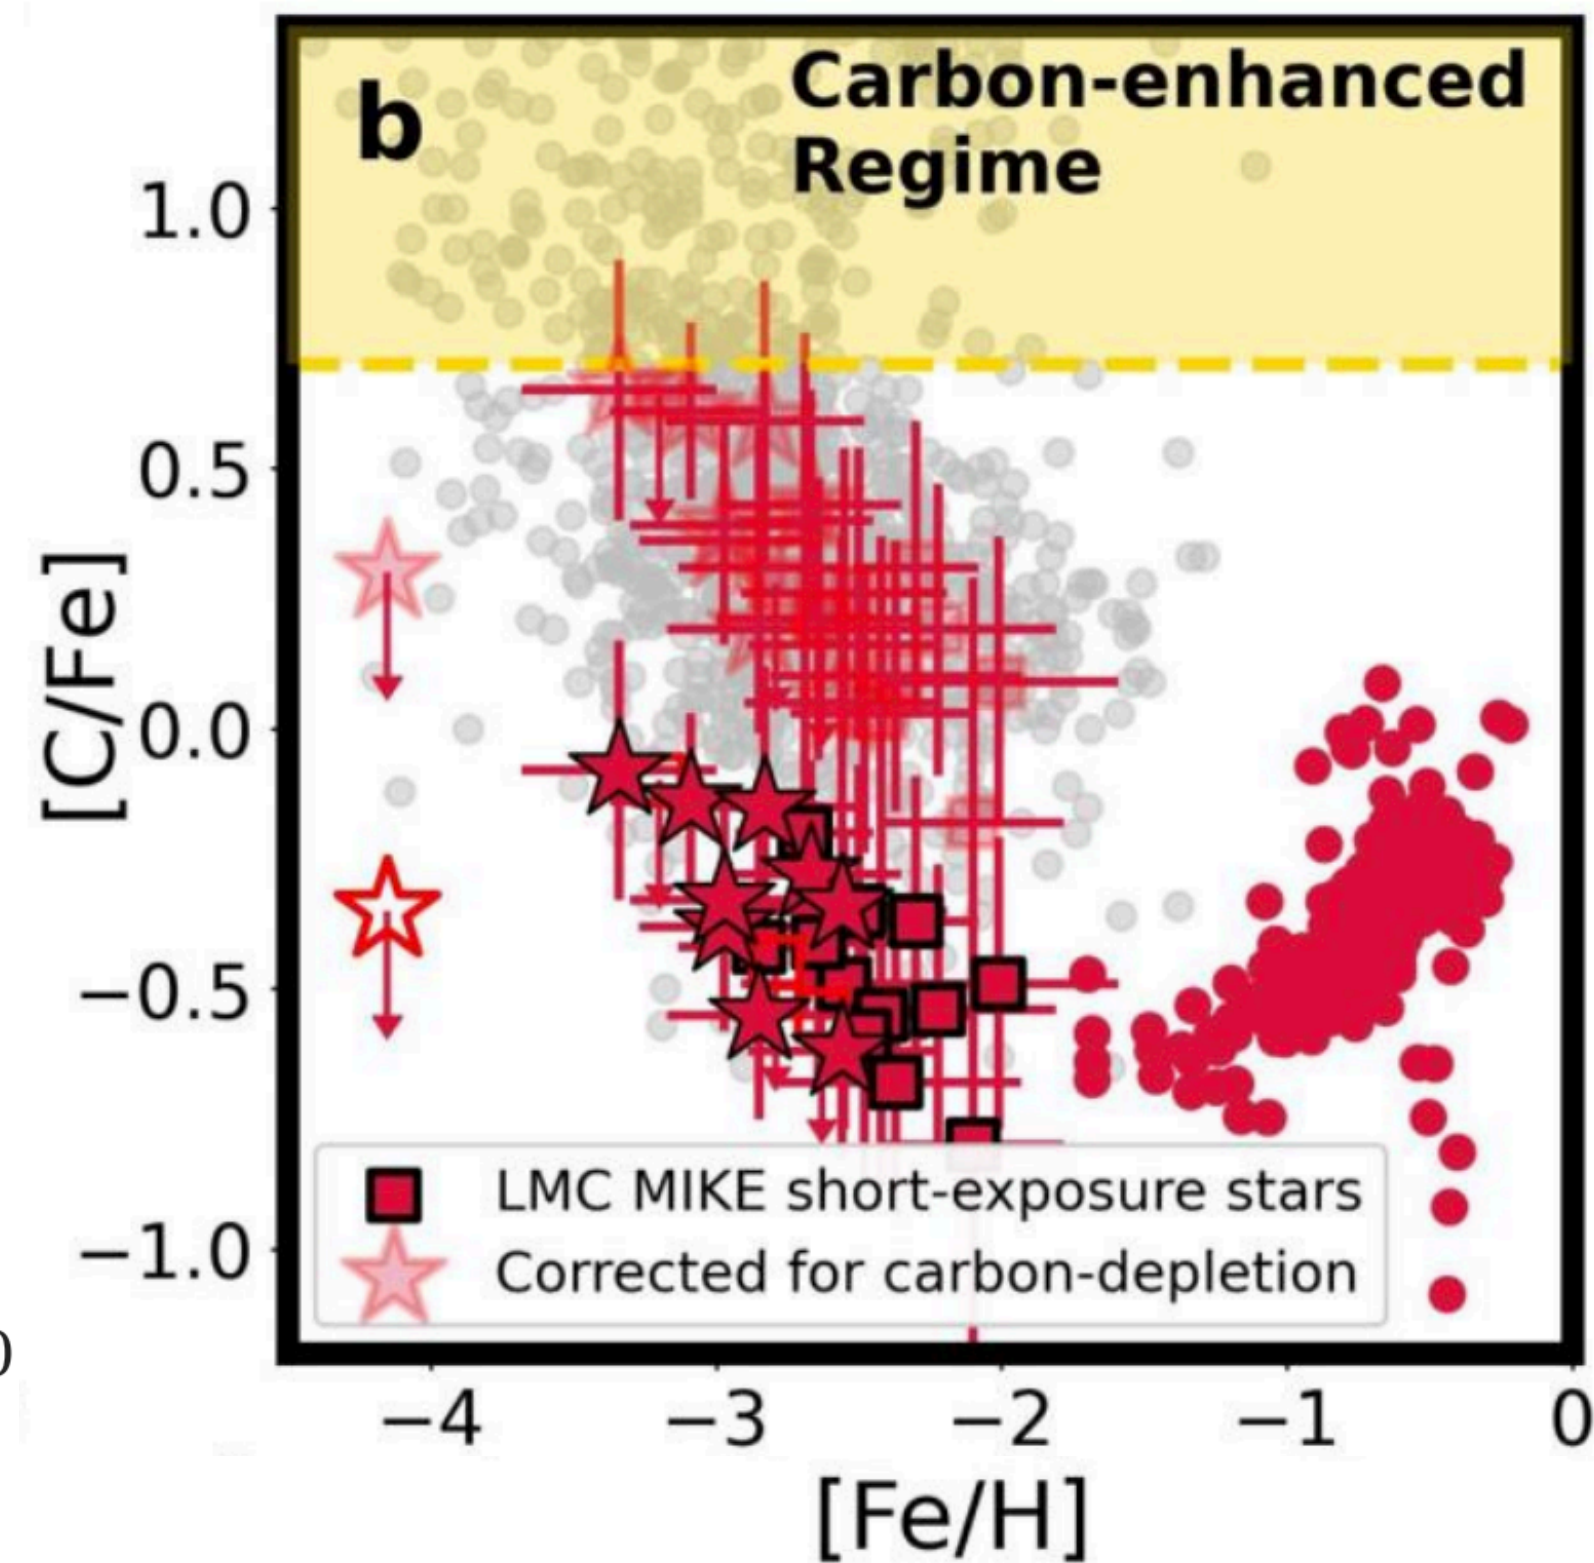 b
Carbon-enhanced
Regime
1.0
0.5
0.0
−0.5
−1.0
[C/Fe]
LMC MIKE short-exposure stars
Corrected for carbon-depletion
0
−4
−3
−2
−1
0
[Fe/H]